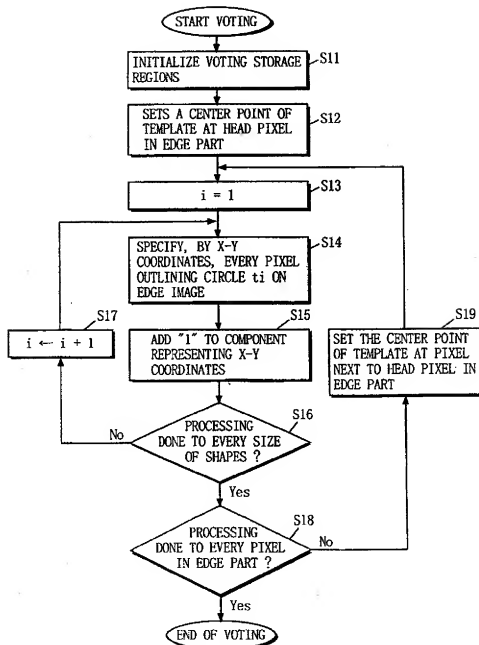 START VOTING
INITIALIZE VOTING STORAGE
REGIONS
S11
SETS A CENTER POINT OF
TEMPLATE AT HEAD PIXEL
IN EDGE PART
S12
i = 1
S13
SPECIFY, BY X-Y
COORDINATES, EVERY PIXEL
OUTLINING CIRCLE ti ON
EDGE IMAGE
S14
S17
i ← i + 1
S15
ADD "1" TO COMPONENT
REPRESENTING X-Y
COORDINATES
S19
SET THE CENTER POINT
OF TEMPLATE AT PIXEL
NEXT TO HEAD PIXEL IN
EDGE PART
S16
PROCESSING
DONE TO EVERY SIZE
OF SHAPES ?
No
Yes
S18
PROCESSING
DONE TO EVERY PIXEL
IN EDGE PART ?
No
Yes
END OF VOTING